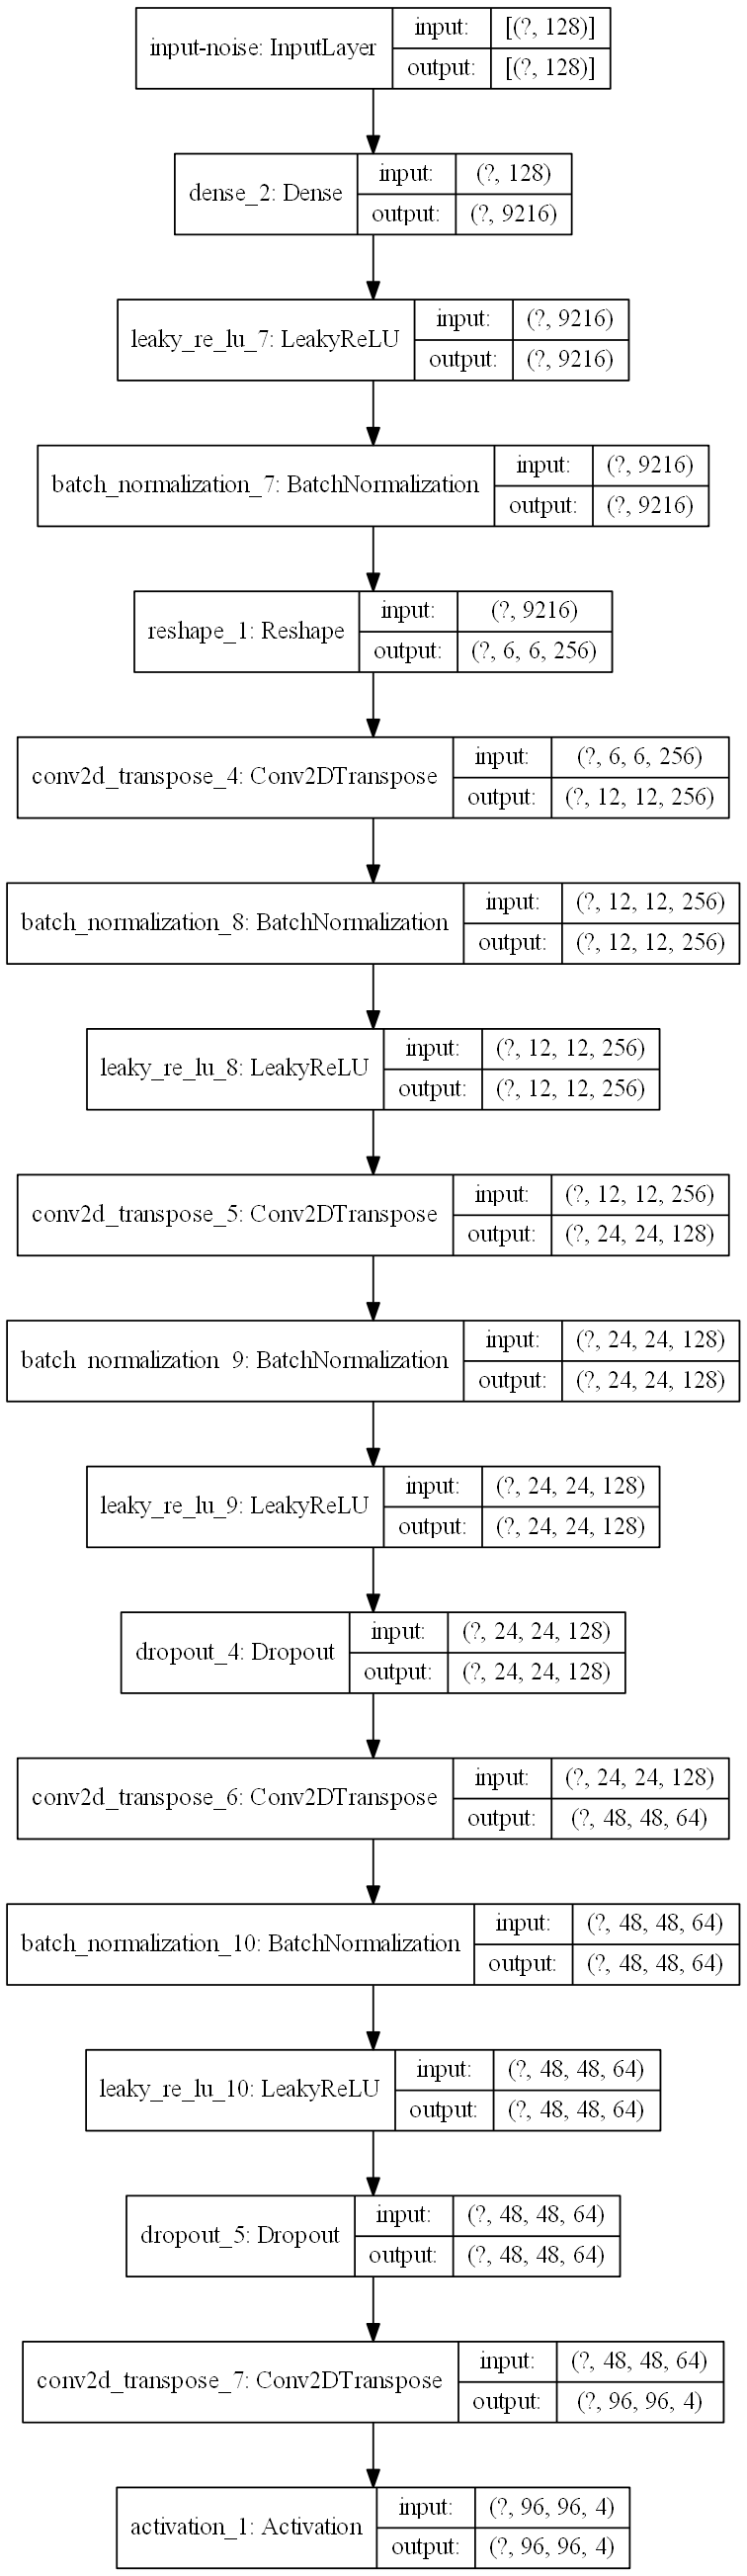 input-noise: InputLayer
input: [(?, 128)]
output: [(?, 128)]
dense_2: Dense
input: (?, 128)
output: (?, 9216)
leaky_re_lu_7: LeakyReLU
input: (?, 9216)
output: (?, 9216)
batch_normalization_7: BatchNormalization
input: (?, 9216)
output: (?, 9216)
reshape_1: Reshape
input: (?, 9216)
output: (?, 6, 6, 256)
conv2d_transpose_4: Conv2DTranspose
input: (?, 6, 6, 256)
output: (?, 12, 12, 256)
batch_normalization_8: BatchNormalization
input: (?, 12, 12, 256)
output: (?, 12, 12, 256)
leaky_re_lu_8: LeakyReLU
input: (?, 12, 12, 256)
output: (?, 12, 12, 256)
conv2d_transpose_5: Conv2DTranspose
input: (?, 12, 12, 256)
output: (?, 24, 24, 128)
batch normalization 9: BatchNormalization
input: (?, 24, 24, 128)
output: (?, 24, 24, 128)
leaky_re_lu_9: LeakyReLU
input: (?, 24, 24, 128)
output: (?, 24, 24, 128)
dropout_4: Dropout
input: (?, 24, 24, 128)
output: (?, 24, 24, 128)
conv2d_transpose_6: Conv2DTranspose
input: (?, 24, 24, 128)
output: (?, 48, 48, 64)
batch_normalization_10: BatchNormalization
input: (?, 48, 48, 64)
output: (?, 48, 48, 64)
leaky_re_lu_10: LeakyReLU
input: (?, 48, 48, 64)
output: (?, 48, 48, 64)
dropout_5: Dropout
input: (?, 48, 48, 64)
output: (?, 48, 48, 64)
conv2d_transpose_7: Conv2DTranspose
input: (?, 48, 48, 64)
output: (?, 96, 96, 4)
activation_1: Activation
input: (?, 96, 96, 4)
output: (?, 96, 96, 4)